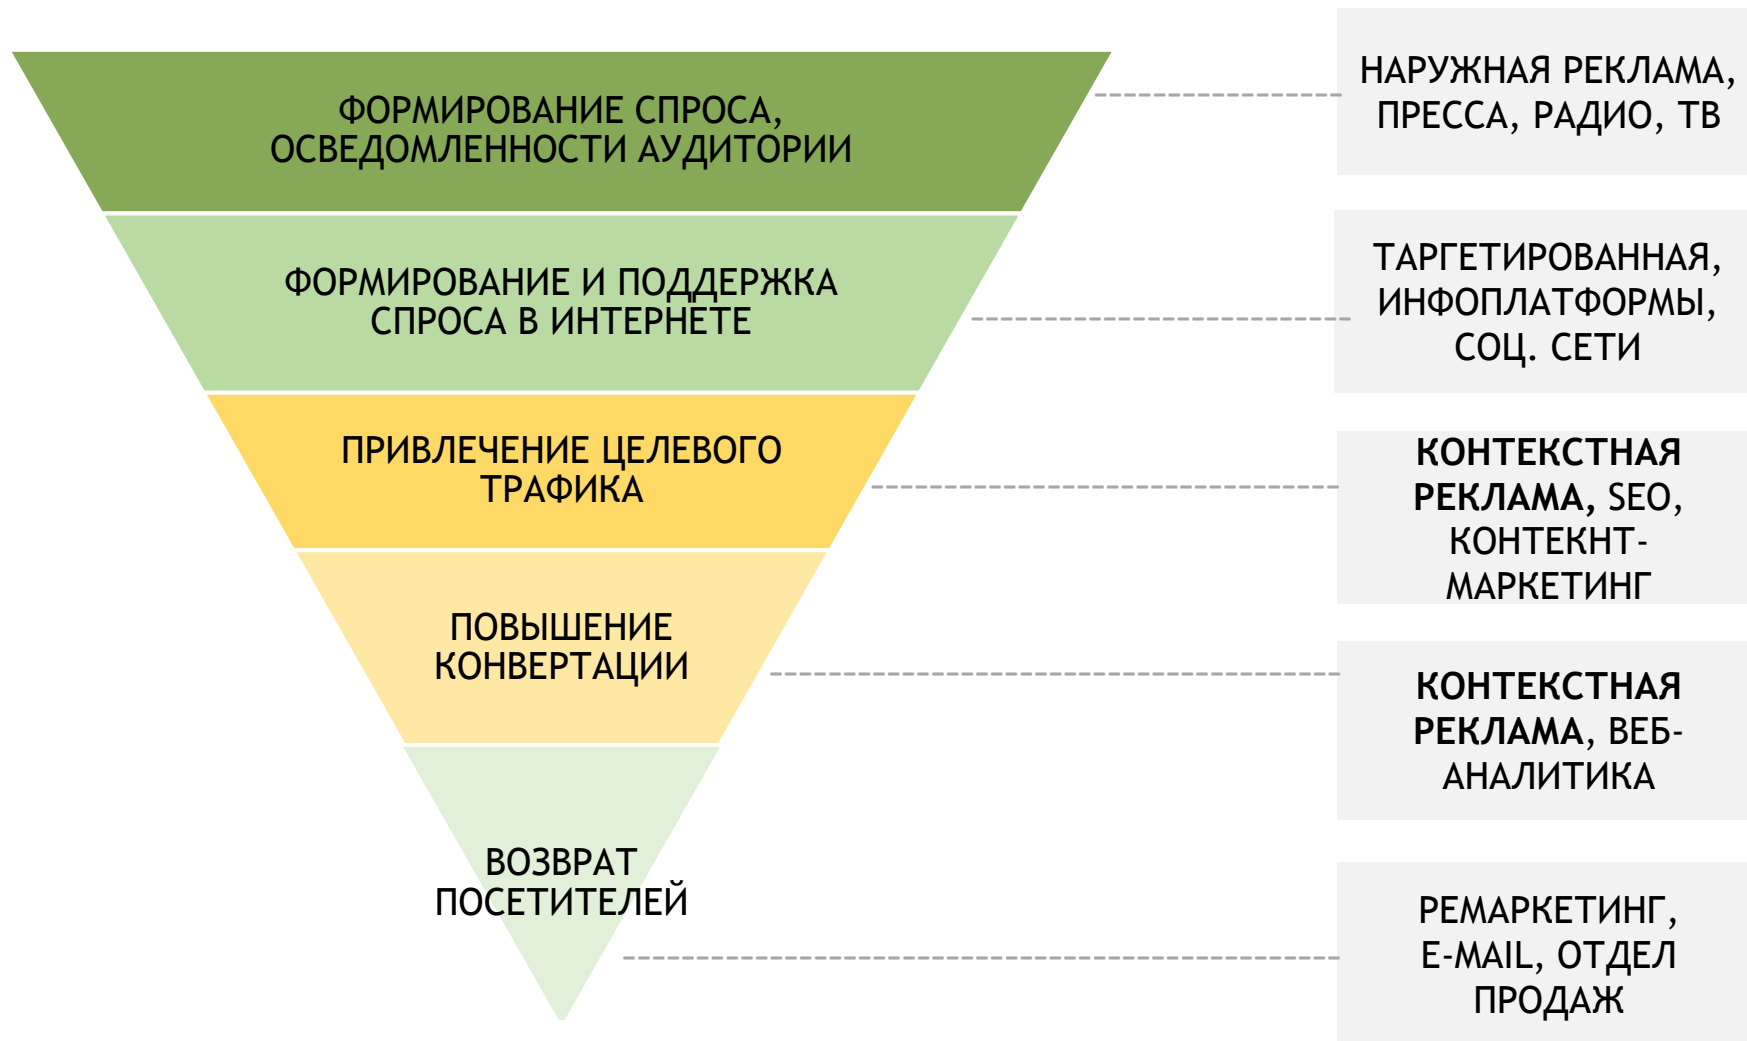 ФОРМИРОВАНИЕ СПРОСА,
ОСВЕДОМЛЕННОСТИ АУДИТОРИИ
НАРУЖНАЯ РЕКЛАМА,
ПРЕССА, РАДИО, ТВ
ФОРМИРОВАНИЕ И ПОДДЕРЖКА
СПРОСА В ИНТЕРНЕТЕ
ТАРГЕТИРОВАННАЯ,
ИНФОПЛАТФОРМЫ,
СОЦ. СЕТИ
ПРИВЛЕЧЕНИЕ ЦЕЛЕВОГО
ТРАФИКА
КОНТЕКСТНАЯ
РЕКЛАМА, SEO,
КОНТЕКНТ-
МАРКЕТИНГ
ПОВЫШЕНИЕ
КОНВЕРТАЦИИ
КОНТЕКСТНАЯ
РЕКЛАМА, ВЕБ-
АНАЛИТИКА
ВОЗВРАТ
ПОСЕТИТЕЛЕЙ
РЕМАРКЕТИНГ,
E-MAIL, ОТДЕЛ
ПРОДАЖ